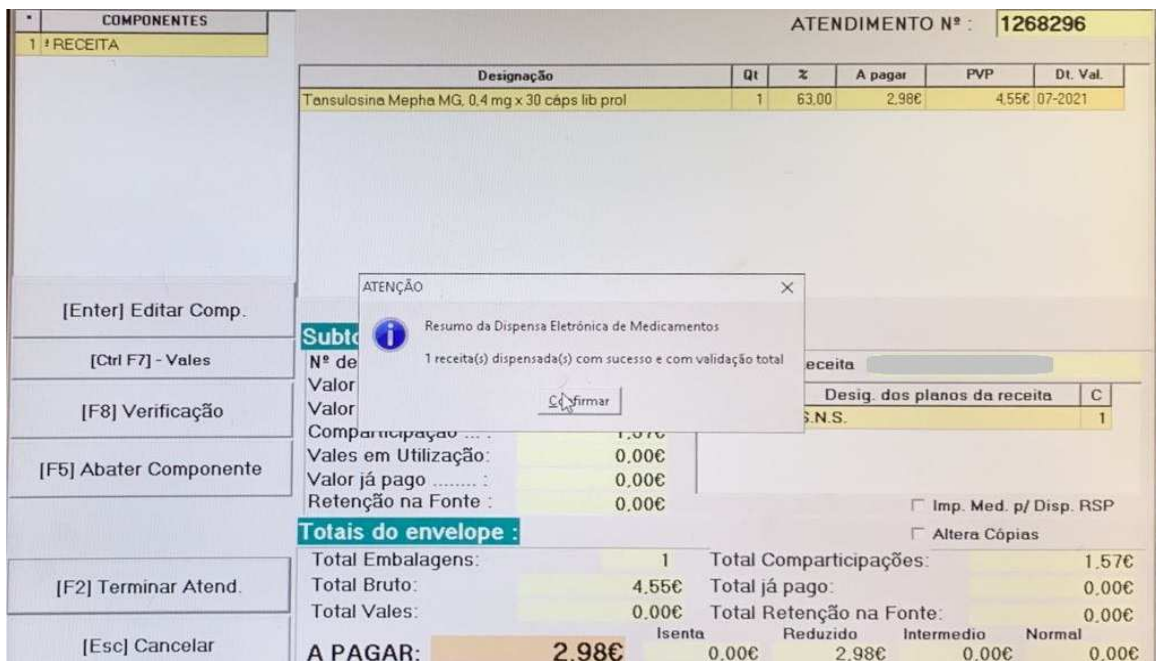 * COMPONENTES
1 ª RECEITA
ATENDIMENTO Nº : 1268296
Designação Qt % A pagar PVP Dt. Val.
Tansulosina Mepha MG, 0,4 mg x 30 cáps lib prol 1 63,00 2,98€ 4,55€ 07-2021
[Enter] Editar Comp.
[Ctrl F7] - Vales
[F8] Verificação
[F5] Abater Componente
[F2] Terminar Atend.
[Esc] Cancelar
ATENÇÃO
Resumo da Dispensa Eletrónica de Medicamentos
1 receita(s) dispensada(s) com sucesso e com validação total
Confirmar
Nº de
Valor
Valor
Comparticipação ... : 1,57€
Vales em Utilização: 0,00€
Valor já pago ........ : 0,00€
Retenção na Fonte : 0,00€
Desig. dos planos da receita C
S.N.S. 1
Imp. Med. p/ Disp. RSP
Altera Cópias
Totais do envelope :
Total Embalagens: 1
Total Bruto: 4,55€
Total Vales: 0,00€
Total Comparticipações: 1,57€
Total já pago: 0,00€
Total Retenção na Fonte: 0,00€
Isenta Reduzido Intermedio Normal
A PAGAR: 2,98€ 0,00€ 2,98€ 0,00€ 0,00€